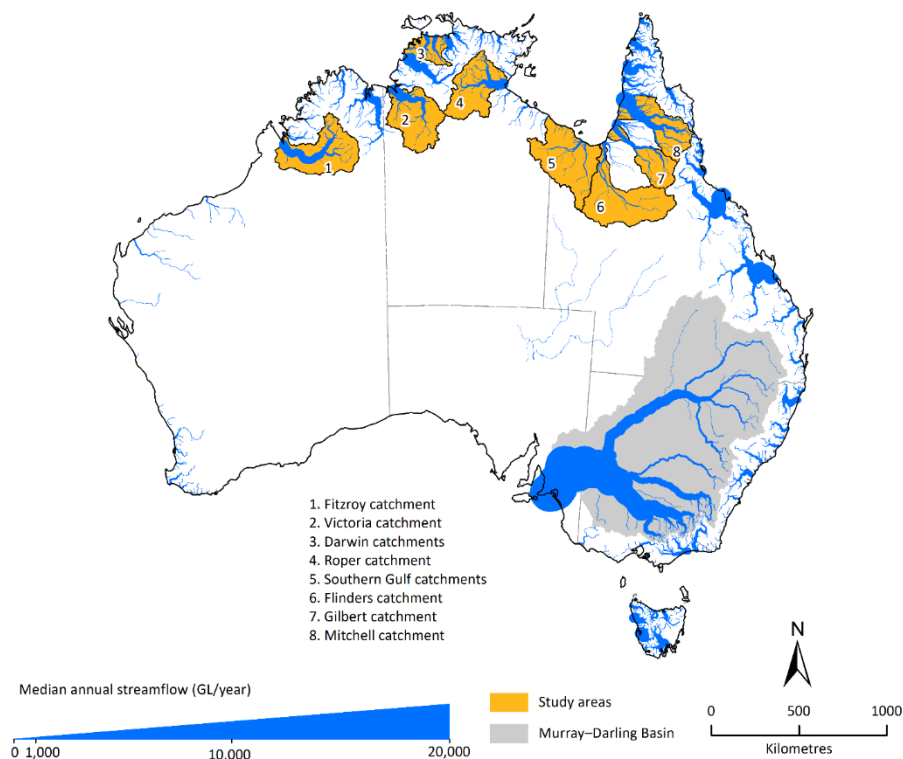 3
4
2
1
5
6
7
8
1. Fitzroy catchment
2. Victoria catchment
3. Darwin catchments
4. Roper catchment
5. Southern Gulf catchments
6. Flinders catchment
7. Gilbert catchment
8. Mitchell catchment
N
Median annual streamflow (GL/year)
0 1,000 10,000 20,000
Study areas
Murray–Darling Basin
0 500 1000
Kilometres